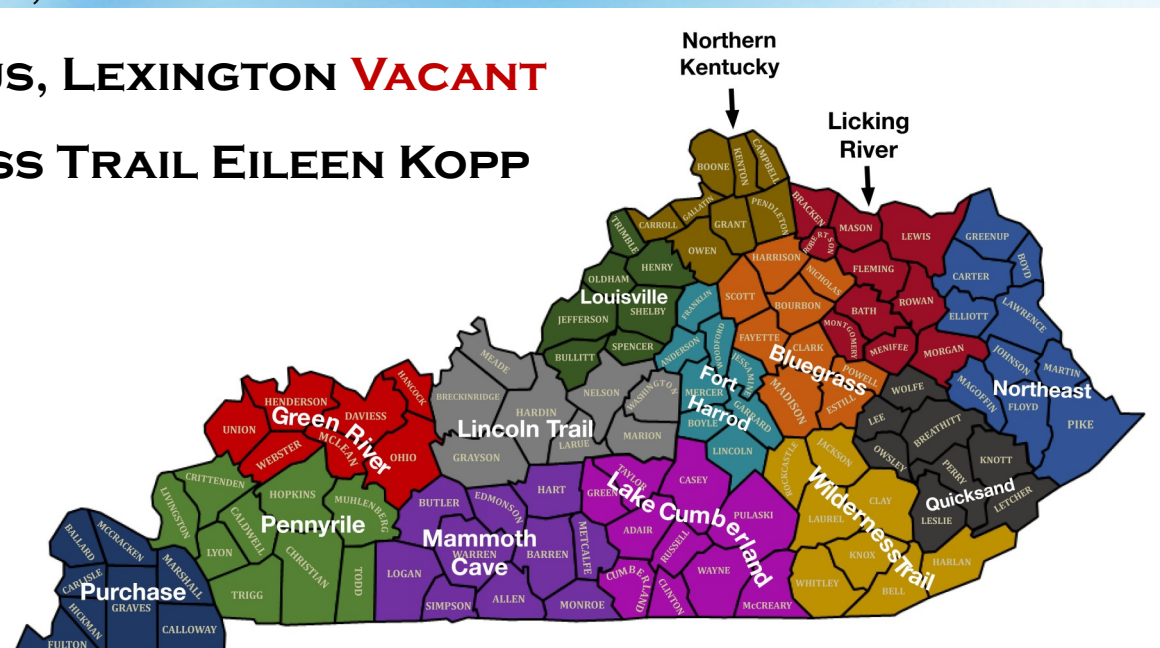 US, LEXINGTON VACANT
SS TRAIL EILEEN KOPP
Northern
Kentucky
Licking
River
BOONE
KENTON
CAMPBELL
CARROLL
GALLATIN
GRANT
PENDLETON
OWEN
BRACKEN
MASON
ROBERTSON
LEWIS
FLEMING
BATH
ROWAN
MONTGOMERY
MENIFEE
MORGAN
GREENUP
BOYD
CARTER
ELLIOTT
LAWRENCE
JOHNSON
MARTIN
MAGOFFIN
Northeast
FLOYD
PIKE
TRIMBLE
HENRY
OLDHAM
Louisville
SHELBY
JEFFERSON
SPENCER
BULLITT
HARRISON
NICHOLAS
SCOTT
BOURBON
FAYETTE
CLARK
Bluegrass
POWELL
MADISON
ESTILL
FRANKLIN
WOODFORD
ANDERSON
JESSAMINE
Fort
Harrod
MERCER
GARRARD
BOYLE
LINCOLN
MEADE
BRECKINRIDGE
HARDIN
NELSON
WASHINGTON
Lincoln Trail
LARUE
MARION
GRAYSON
HANCOCK
HENDERSON
DAVIESS
Green River
UNION
WEBSTER
MCLEAN
OHIO
CRITTENDEN
LIVINGSTON
HOPKINS
MUHLENBERG
CALDWELL
Pennyrile
LYON
CHRISTIAN
TRIGG
TODD
BALLARD
MCCRACKEN
CARLISLE
MARSHALL
Purchase
GRAVES
HICKMAN
CALLOWAY
FULTON
BUTLER
EDMONSON
HART
Mammoth
Cave
WARREN
BARREN
METCALFE
LOGAN
SIMPSON
ALLEN
MONROE
TAYLOR
GREEN
CASEY
Lake Cumberland
ADAIR
PULASKI
RUSSELL
WAYNE
CUMBERLAND
CLINTON
McCREARY
ROCKCASTLE
JACKSON
Wilderness Trail
LAUREL
CLAY
KNOX
WHITLEY
BELL
HARLAN
WOLFE
LEE
BREATHITT
OWSLEY
PERRY
KNOTT
Quicksand
LESLIE
LETCHER